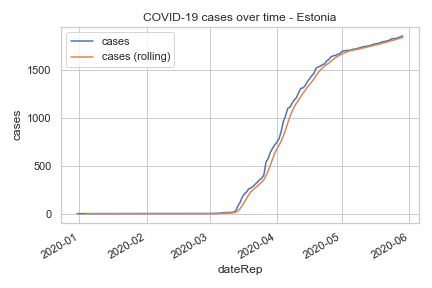 COVID-19 cases over time - Estonia
cases
cases (rolling)
1500
1000
500
0
cases
2020-01
2020-02
2020-03
2020-04
2020-05
2020-06
dateRep